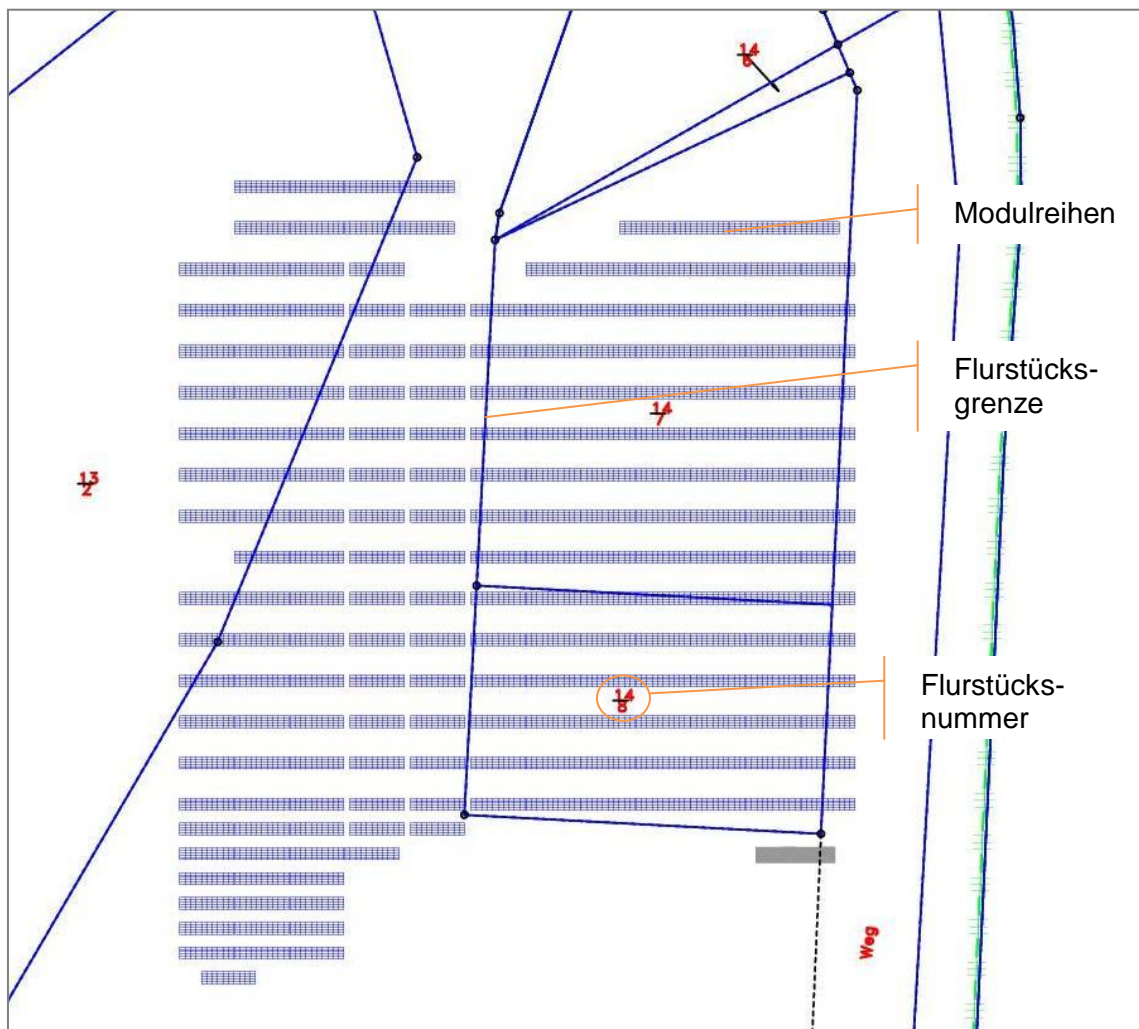 14
6
Modulreihen
Flurstücks-
grenze
14
7
13
2
Flurstücks-
nummer
14
8
Weg